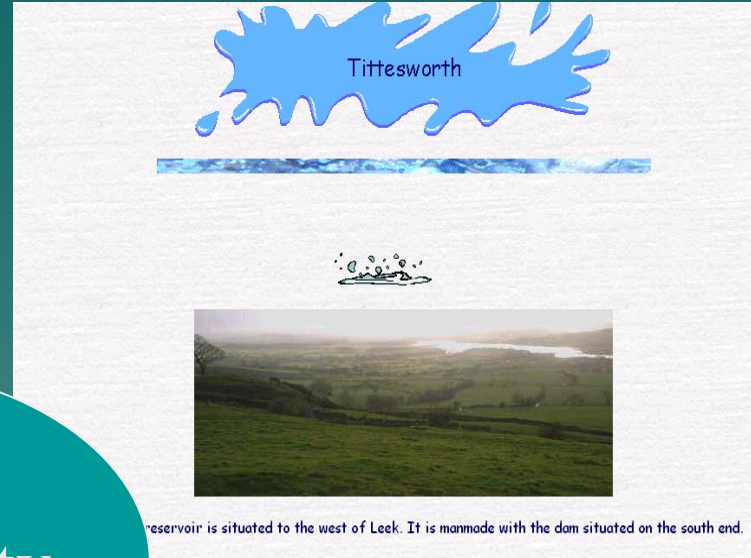 Tittesworth
reservoir is situated to the west of Leek. It is manmade with the dam situated on the south end.